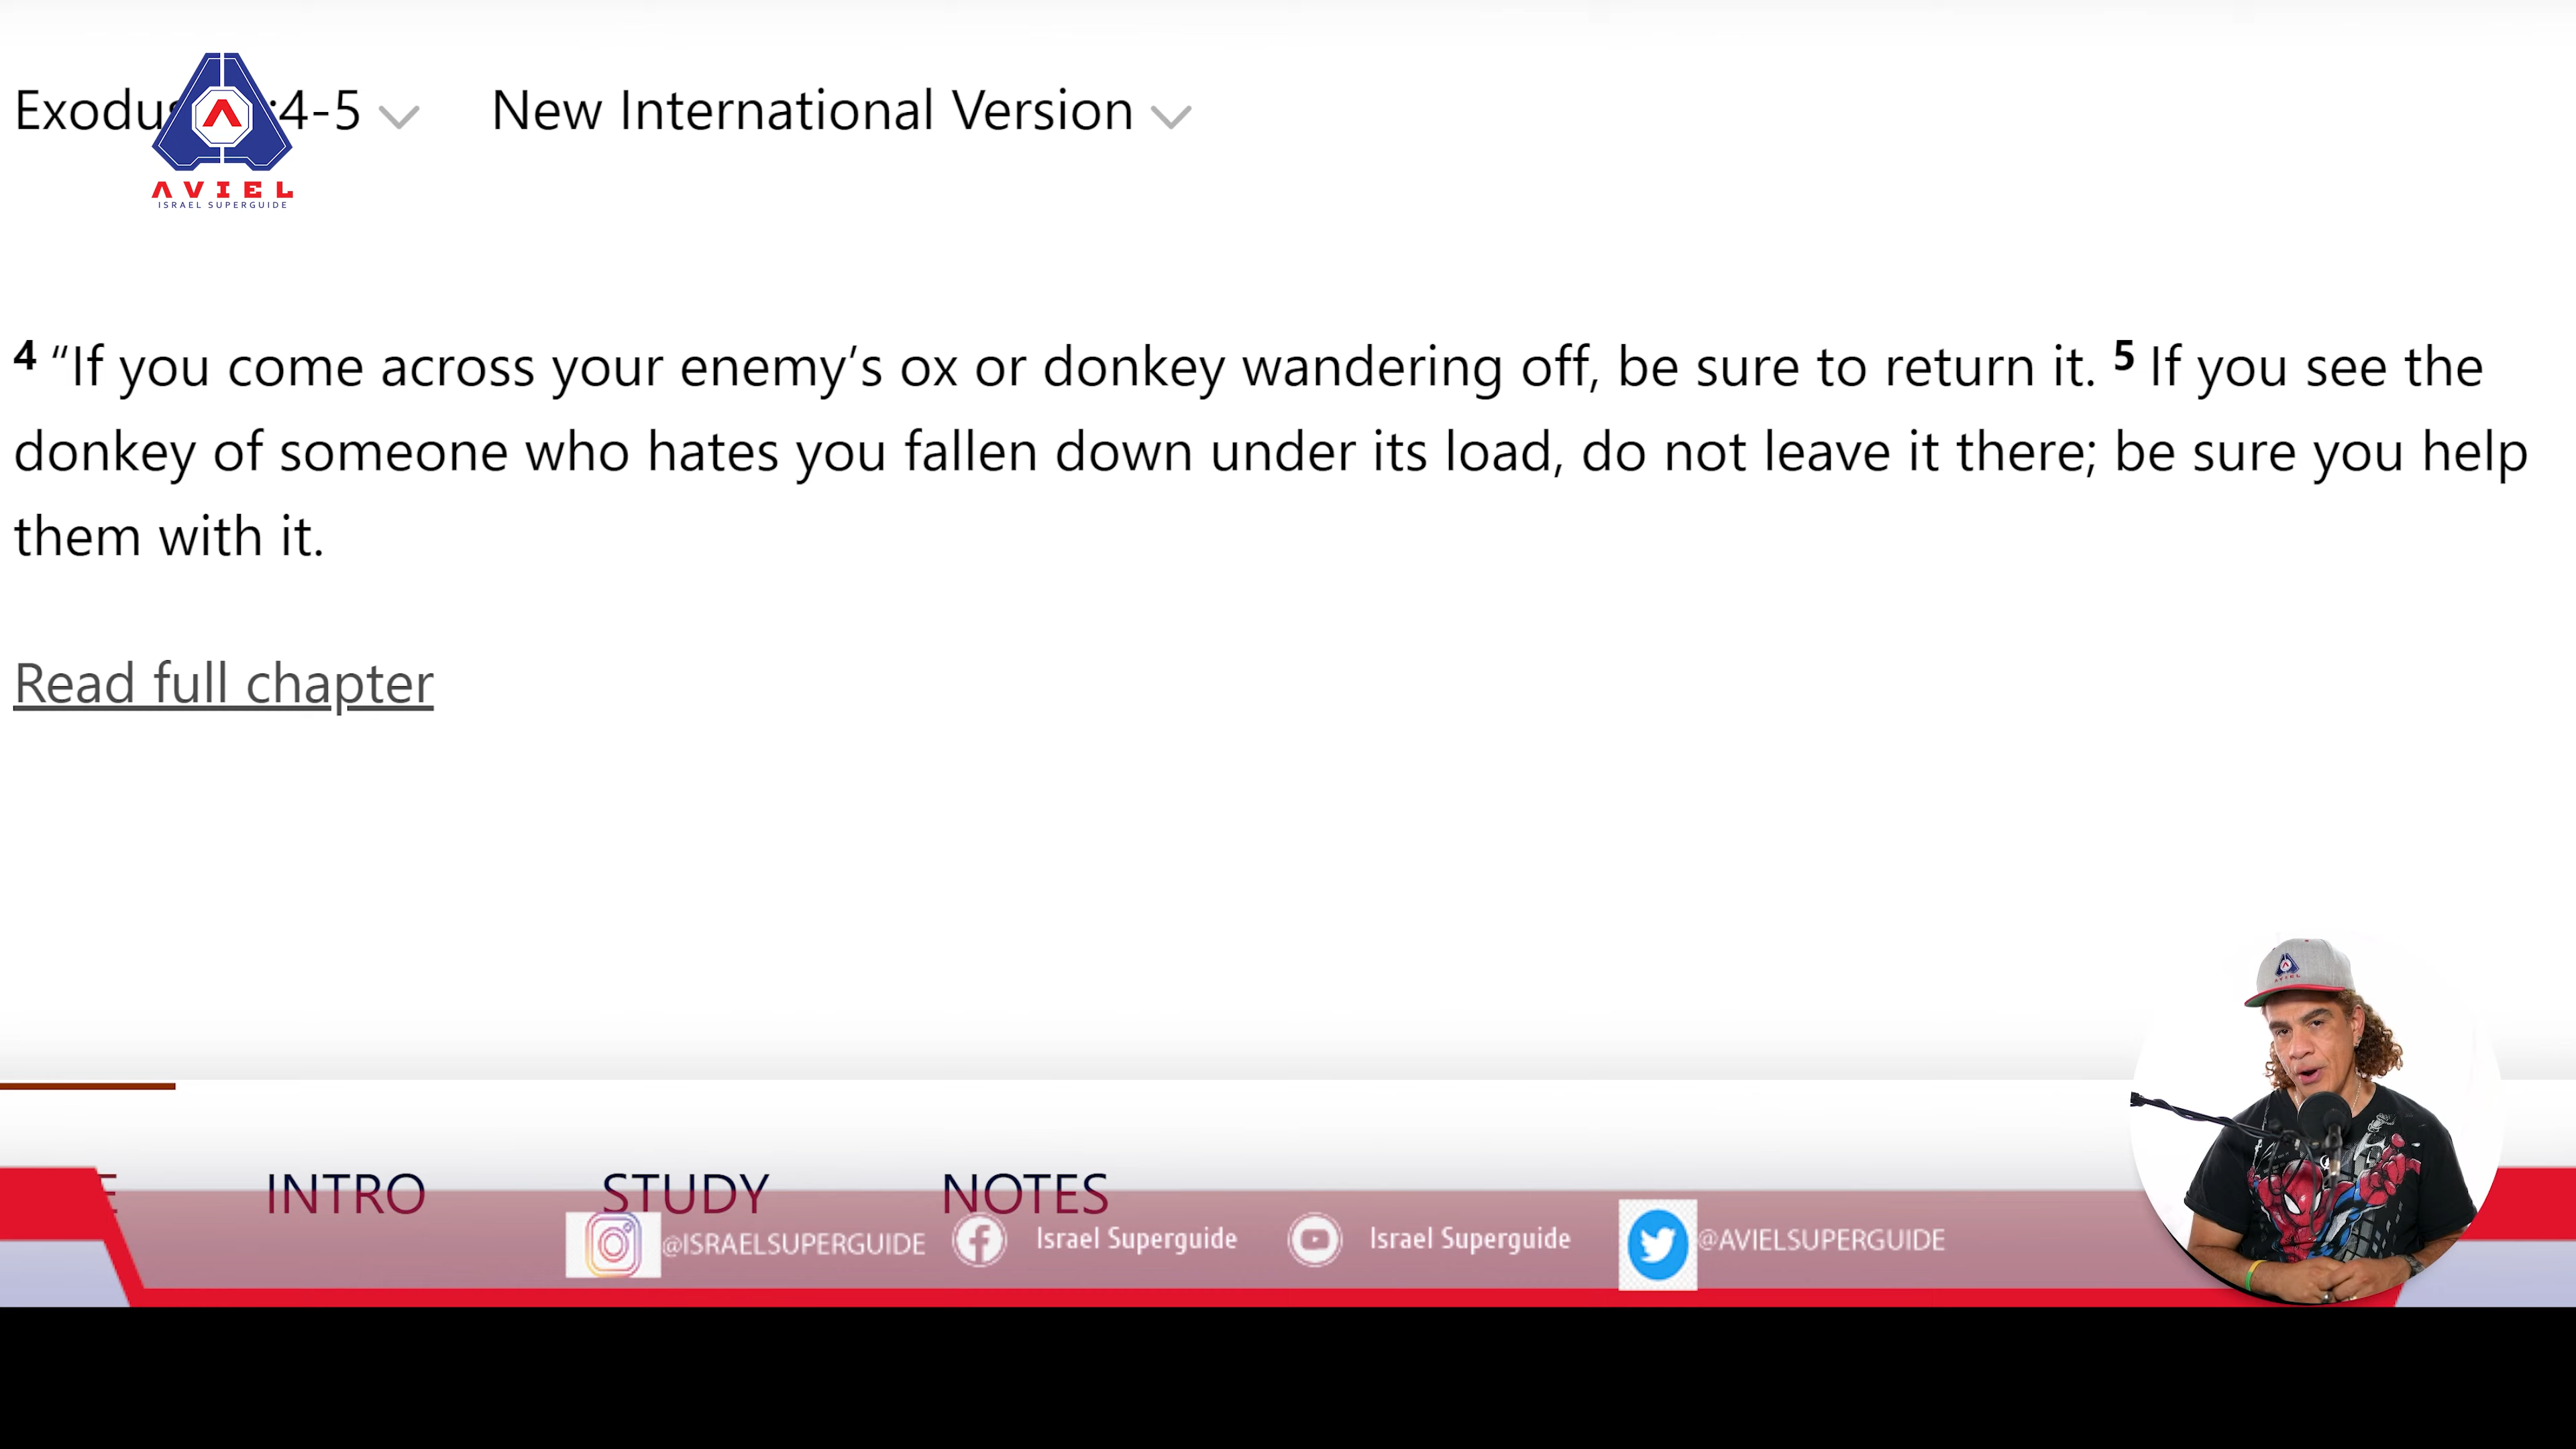 Exodus :4-5 New International Version
AVIEL
ISRAEL SUPERGUIDE
4 “If you come across your enemy’s ox or donkey wandering off, be sure to return it. 5 If you see the
donkey of someone who hates you fallen down under its load, do not leave it there; be sure you help
them with it.
Read full chapter
INTRO STUDY NOTES
@ISRAELSUPERGUIDE Israel Superguide Israel Superguide @AVIELSUPERGUIDE